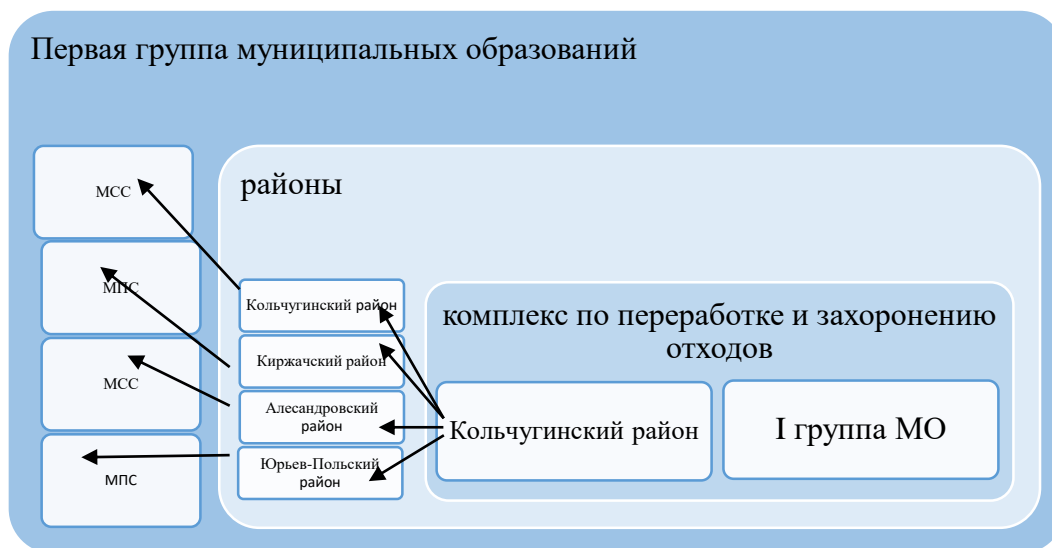 Первая группа муниципальных образований
районы
МСС
МПС
МСС
МПС
Кольчугинский район
Киржачский район
Алесандровский
район
Юрьев-Польский
район
комплекс по переработке и захоронению
отходов
Кольчугинский район
I группа МО